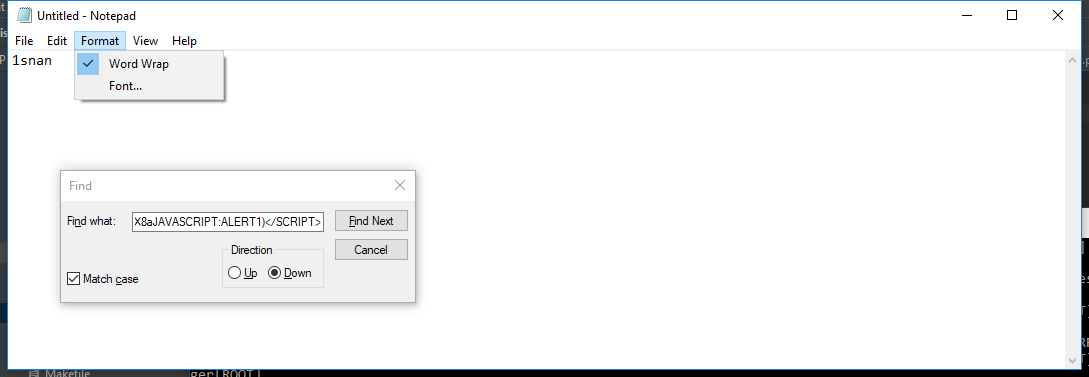 Untitled - Notepad
File Edit Format View Help
1snan
Word Wrap
Font...
Find
Find what: X8aJAVASCRIPT:ALERT1)</SCRIPT> Find Next
Cancel
Direction
Up Down
Match case
Makefile
ger[ROOT]